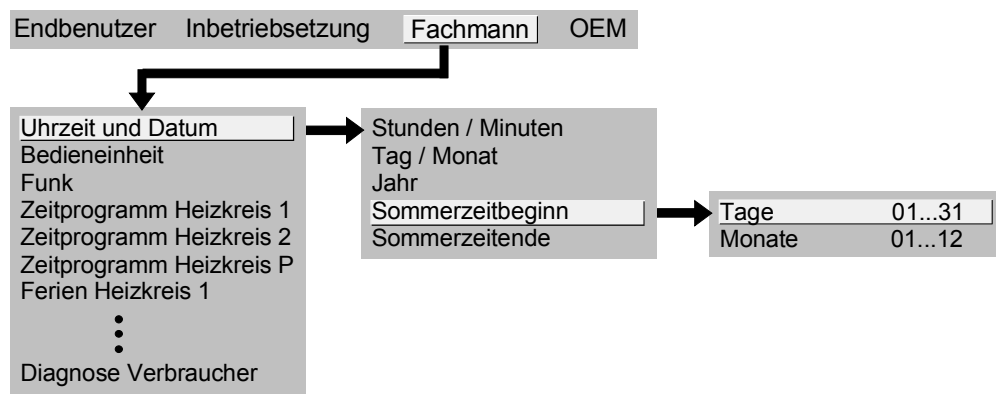 Endbenutzer Inbetriebsetzung Fachmann OEM
Uhrzeit und Datum
Bedieneinheit
Funk
Zeitprogramm Heizkreis 1
Zeitprogramm Heizkreis 2
Zeitprogramm Heizkreis P
Ferien Heizkreis 1
Diagnose Verbraucher
Stunden / Minuten
Tag / Monat
Jahr
Sommerzeitbeginn
Sommerzeitende
Tage 01...31
Monate 01...12